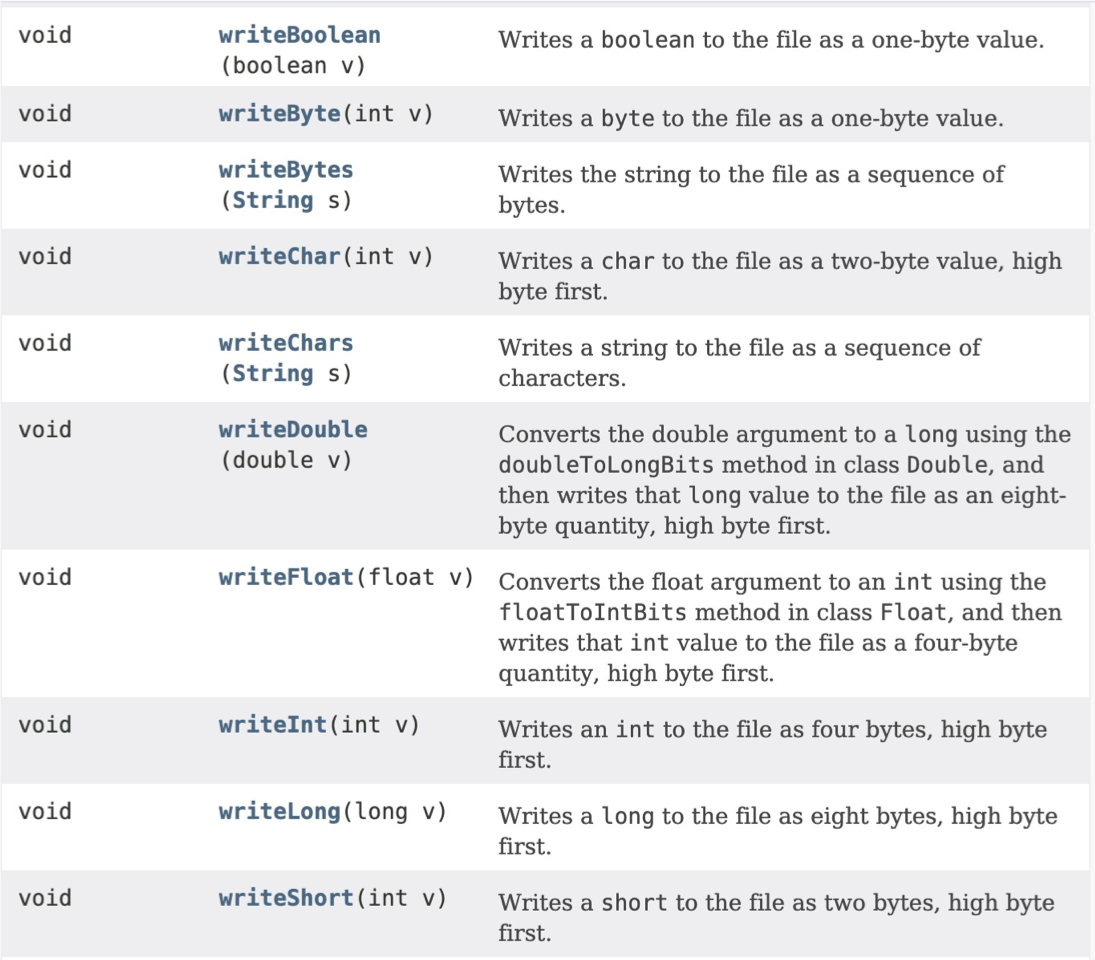 void writeBoolean Writes a boolean to the file as a one-byte value.
(boolean v)
void writeByte(int v) Writes a byte to the file as a one-byte value.
void writeBytes Writes the string to the file as a sequence of
(String s) bytes.
void writeChar(int v) Writes a char to the file as a two-byte value, high
byte first.
void writeChars Writes a string to the file as a sequence of
(String s) characters.
void writeDouble Converts the double argument to a long using the
(double v) doubleToLongBits method in class Double, and
then writes that long value to the file as an eight-
byte quantity, high byte first.
void writeFloat(float v) Converts the float argument to an int using the
floatToIntBits method in class Float, and then
writes that int value to the file as a four-byte
quantity, high byte first.
void writeInt(int v) Writes an int to the file as four bytes, high byte
first.
void writeLong(long v) Writes a long to the file as eight bytes, high byte
first.
void writeShort(int v) Writes a short to the file as two bytes, high byte
first.